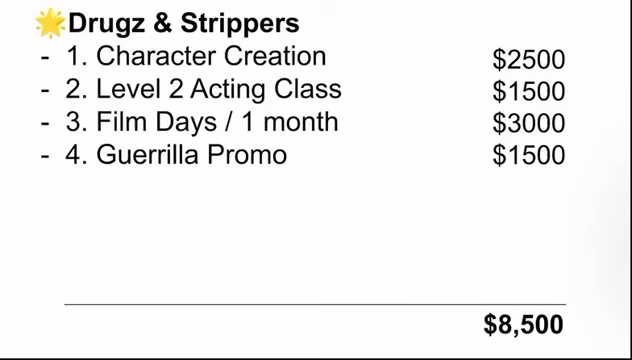 🌟Drugz & Strippers
- 1. Character Creation $2500
- 2. Level 2 Acting Class $1500
- 3. Film Days / 1 month $3000
- 4. Guerrilla Promo $1500
$8,500